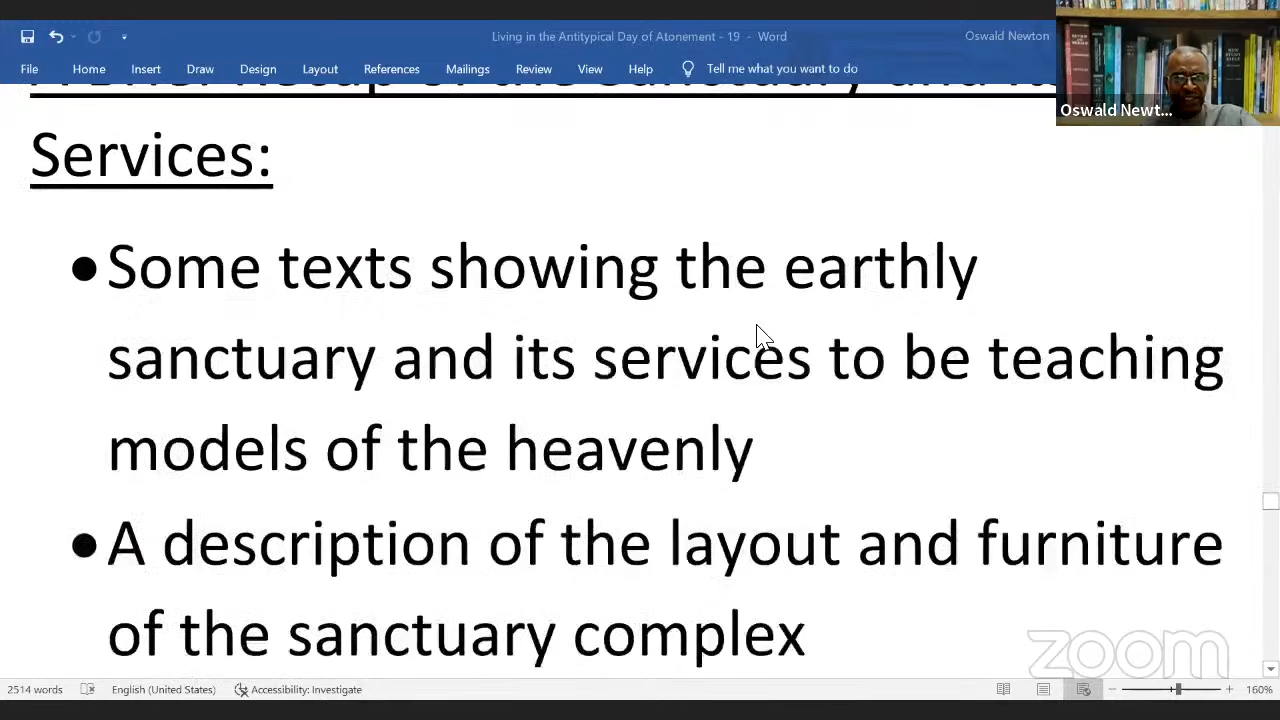 Living in the Antitypical Day of Atonement - 19 - Word
Oswald Newton
File Home Insert Draw Design Layout References Mailings Review View Help Tell me what you want to do
Oswald Newt...
Services:
•Some texts showing the earthly
sanctuary and its services to be teaching
models of the heavenly
•A description of the layout and furniture
of the sanctuary complex
zoom
2514 words English (United States) Accessibility: Investigate 160%